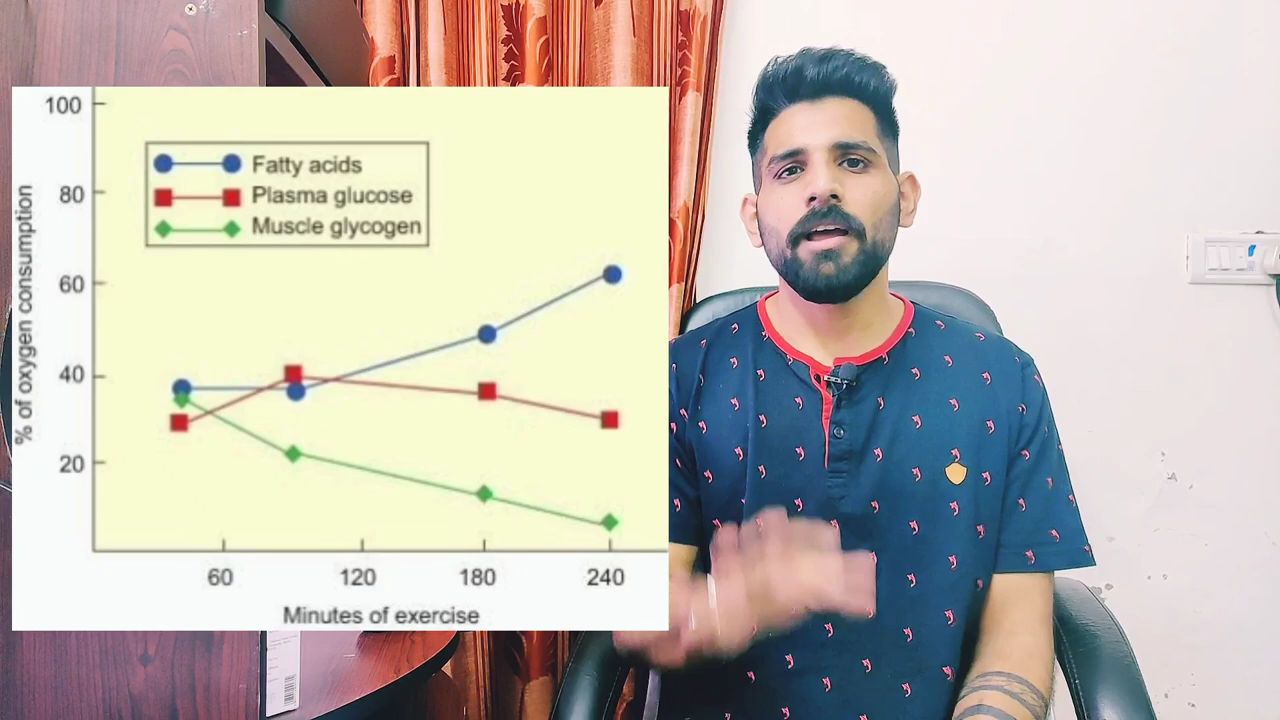 100
80
60
40
20
% of oxygen consumption
Fatty acids
Plasma glucose
Muscle glycogen
60 120 180 240
Minutes of exercise